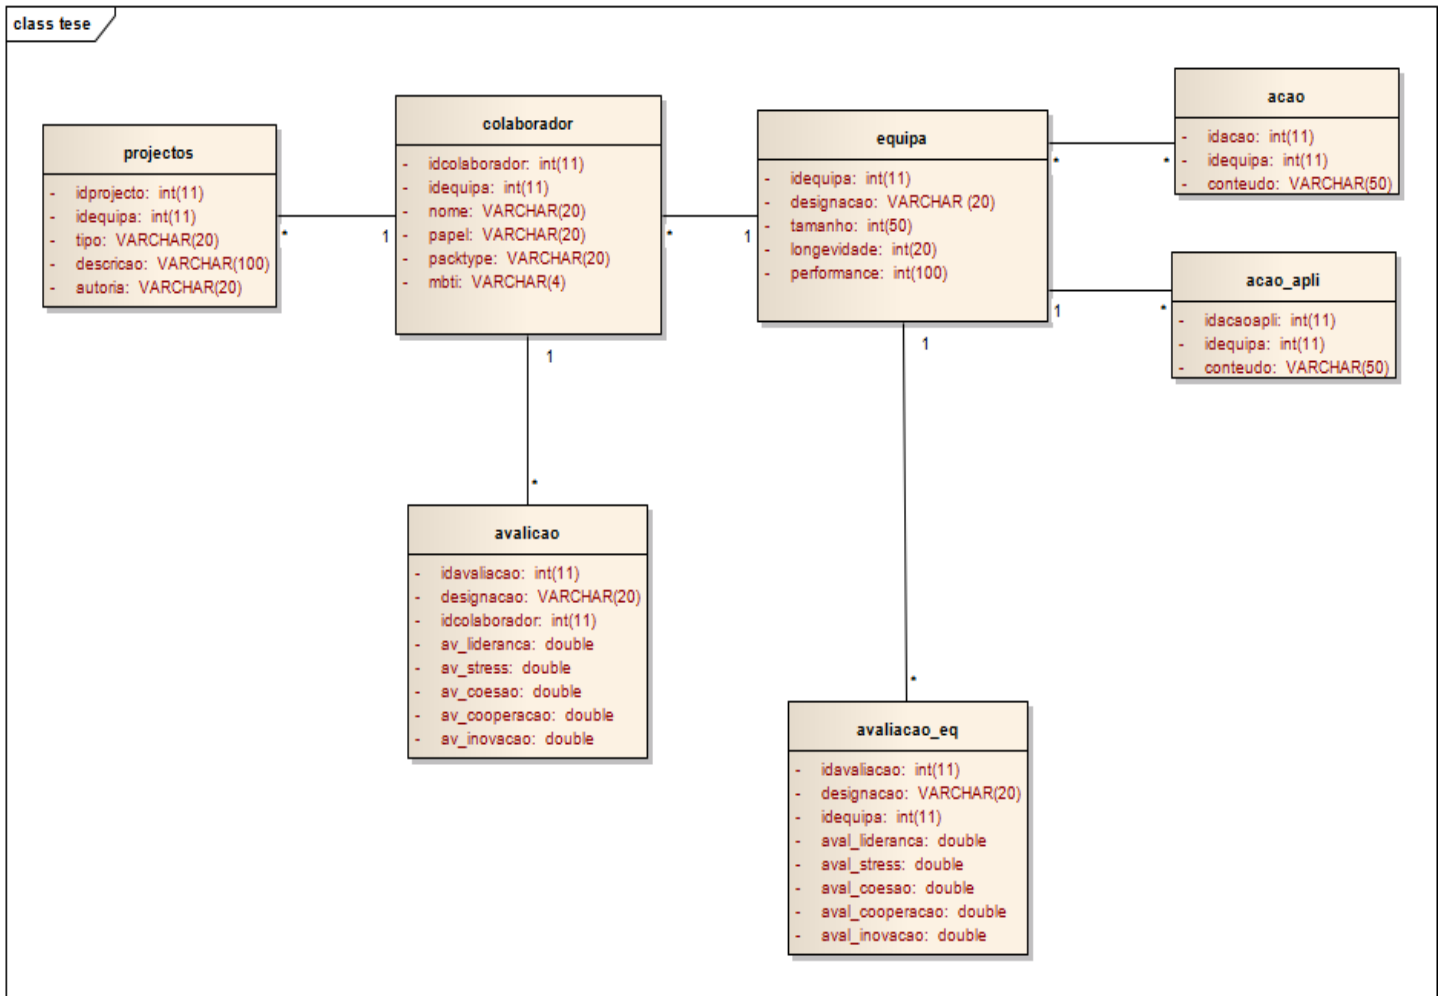 class tese
projectos
- idprojecto: int(11)
- idequipa: int(11)
- tipo: VARCHAR(20)
- descricao: VARCHAR(100)
- autoria: VARCHAR(20)
*
1
colaborador
- idcolaborador: int(11)
- idequipa: int(11)
- nome: VARCHAR(20)
- papel: VARCHAR(20)
- packtype: VARCHAR(20)
- mbti: VARCHAR(4)
*
1
equipa
- idequipa: int(11)
- designacao: VARCHAR (20)
- tamanho: int(50)
- longevidade: int(20)
- performance: int(100)
*
*
acao
- idacao: int(11)
- idequipa: int(11)
- conteudo: VARCHAR(50)
1
*
acao_apli
- idacaoapli: int(11)
- idequipa: int(11)
- conteudo: VARCHAR(50)
1
*
avalicao
- idavaliacao: int(11)
- designacao: VARCHAR(20)
- idcolaborador: int(11)
- av_lideranca: double
- av_stress: double
- av_coesao: double
- av_cooperacao: double
- av_inovacao: double
1
*
avaliacao_eq
- idavaliacao: int(11)
- designacao: VARCHAR(20)
- idequipa: int(11)
- aval_lideranca: double
- aval_stress: double
- aval_coesao: double
- aval_cooperacao: double
- aval_inovacao: double